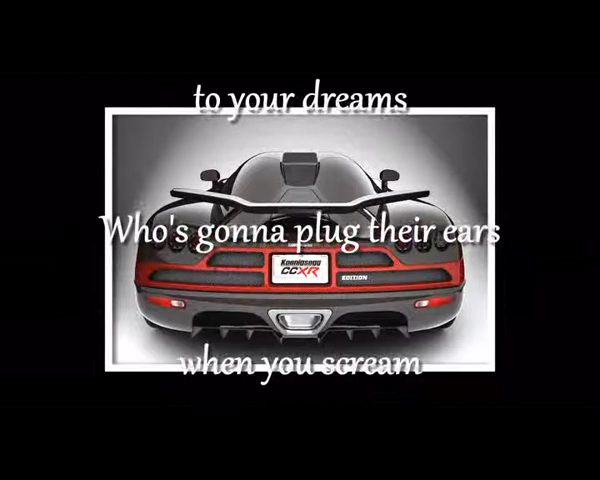 to your dreams
Who's gonna plug their ears
Koenigsegg
CCXR
EDITION
when you scream